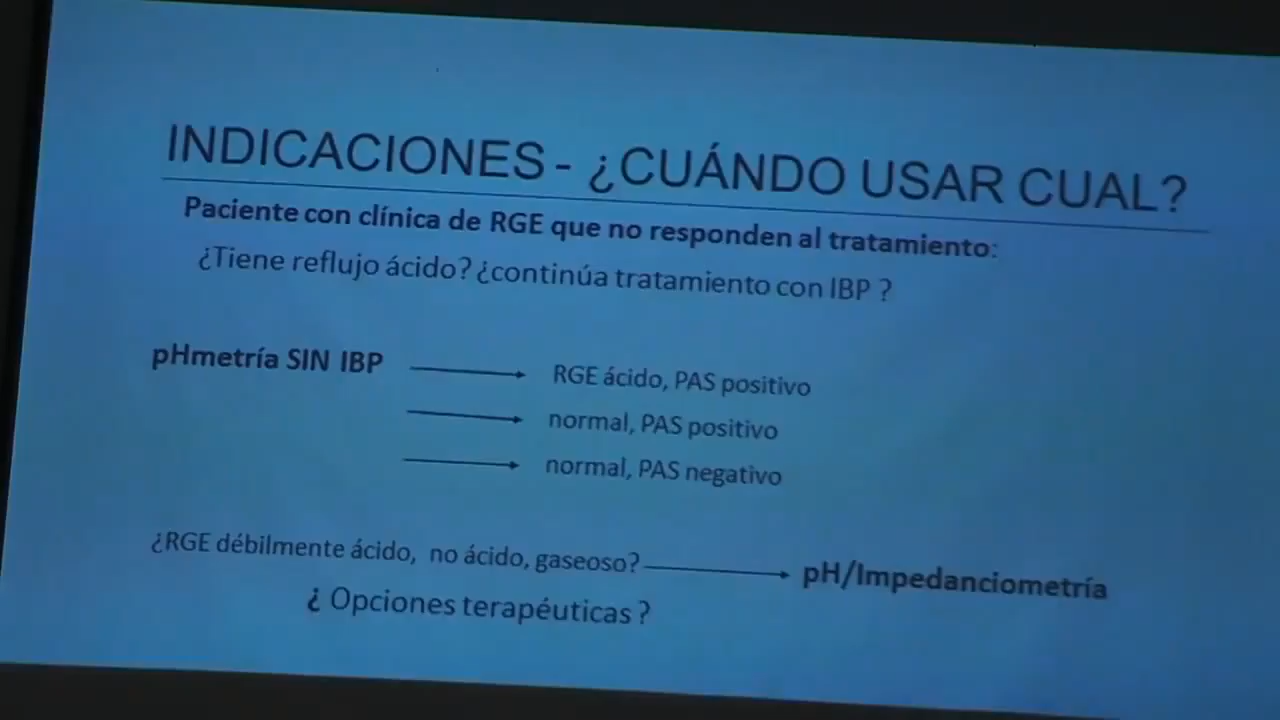 INDICACIONES - ¿CUÁNDO USAR CUAL?
Paciente con clínica de RGE que no responden al tratamiento:
¿Tiene reflujo ácido? ¿continúa tratamiento con IBP ?
pHmetría SIN IBP → RGE ácido, PAS positivo
→ normal, PAS positivo
→ normal, PAS negativo
¿RGE débilmente ácido, no ácido, gaseoso? → pH/Impedanciometría
¿ Opciones terapéuticas ?